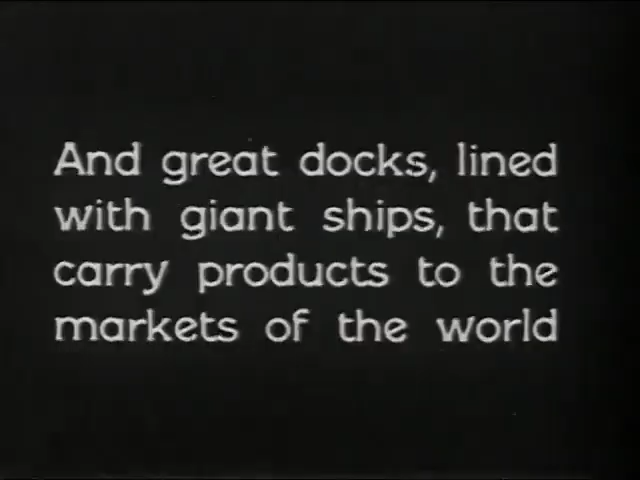 And great docks, lined
with giant ships, that
carry products to the
markets of the world